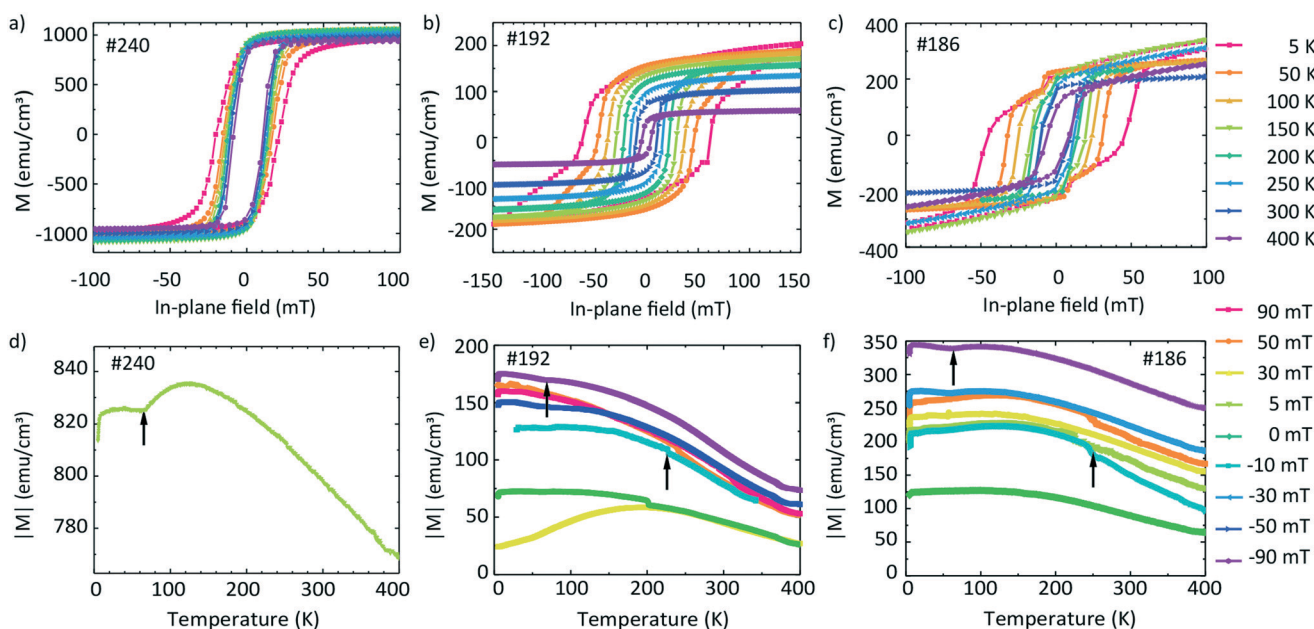 a)
#240
1000
500
0
-500
-1000
M (emu/cm³)
-100 -50 0 50 100
In-plane field (mT)
b)
#192
200
100
0
-100
-200
M (emu/cm³)
-150 -100 -50 0 50 100 150
In-plane field (mT)
c)
#186
400
200
0
-200
-400
M (emu/cm³)
-100 -50 0 50 100
In-plane field (mT)
5 K
50 K
100 K
150 K
200 K
250 K
300 K
400 K
d)
#240
840
820
800
780
|M| (emu/cm³)
0 100 200 300 400
Temperature (K)
e)
#192
200
150
100
50
0
|M| (emu/cm³)
0 100 200 300 400
Temperature (K)
f)
#186
350
300
250
200
150
100
50
0
|M| (emu/cm³)
0 100 200 300 400
Temperature (K)
90 mT
50 mT
30 mT
5 mT
0 mT
-10 mT
-30 mT
-50 mT
-90 mT